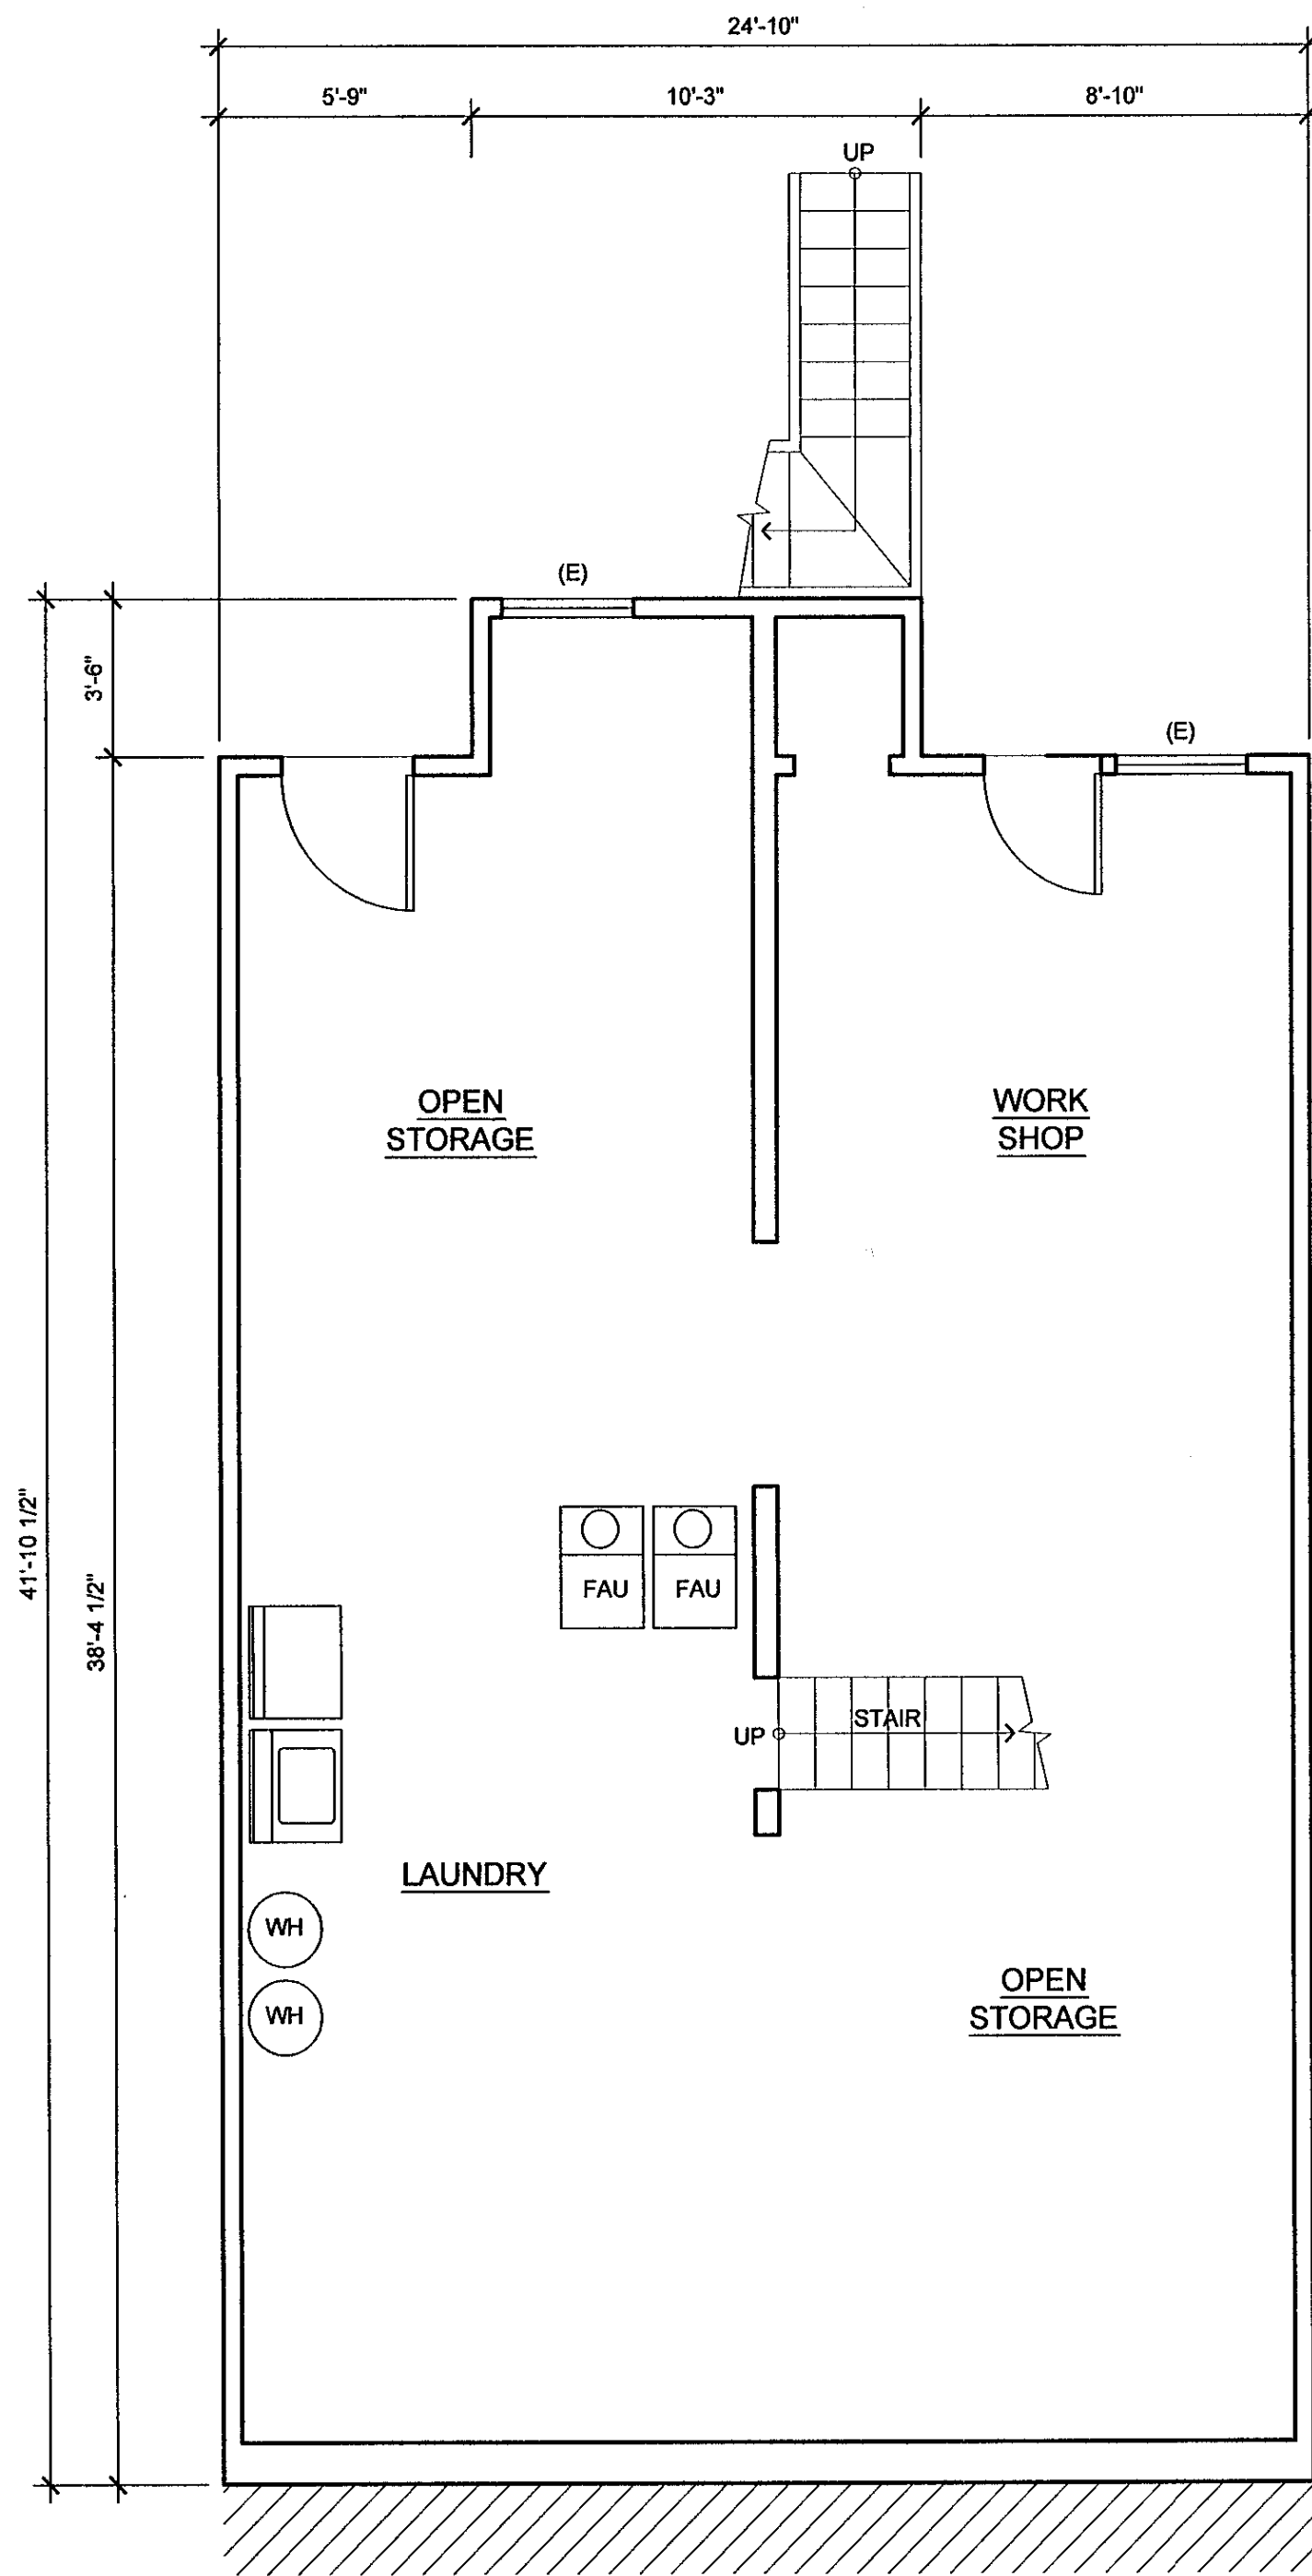 24'-10"
5'-9"
10'-3"
8'-10"
UP
(E)
3'-6"
(E)
OPEN
STORAGE
WORK
SHOP
41'-10 1/2"
38'-4 1/2"
FAU
FAU
STAIR
UP
LAUNDRY
WH
OPEN
STORAGE
WH